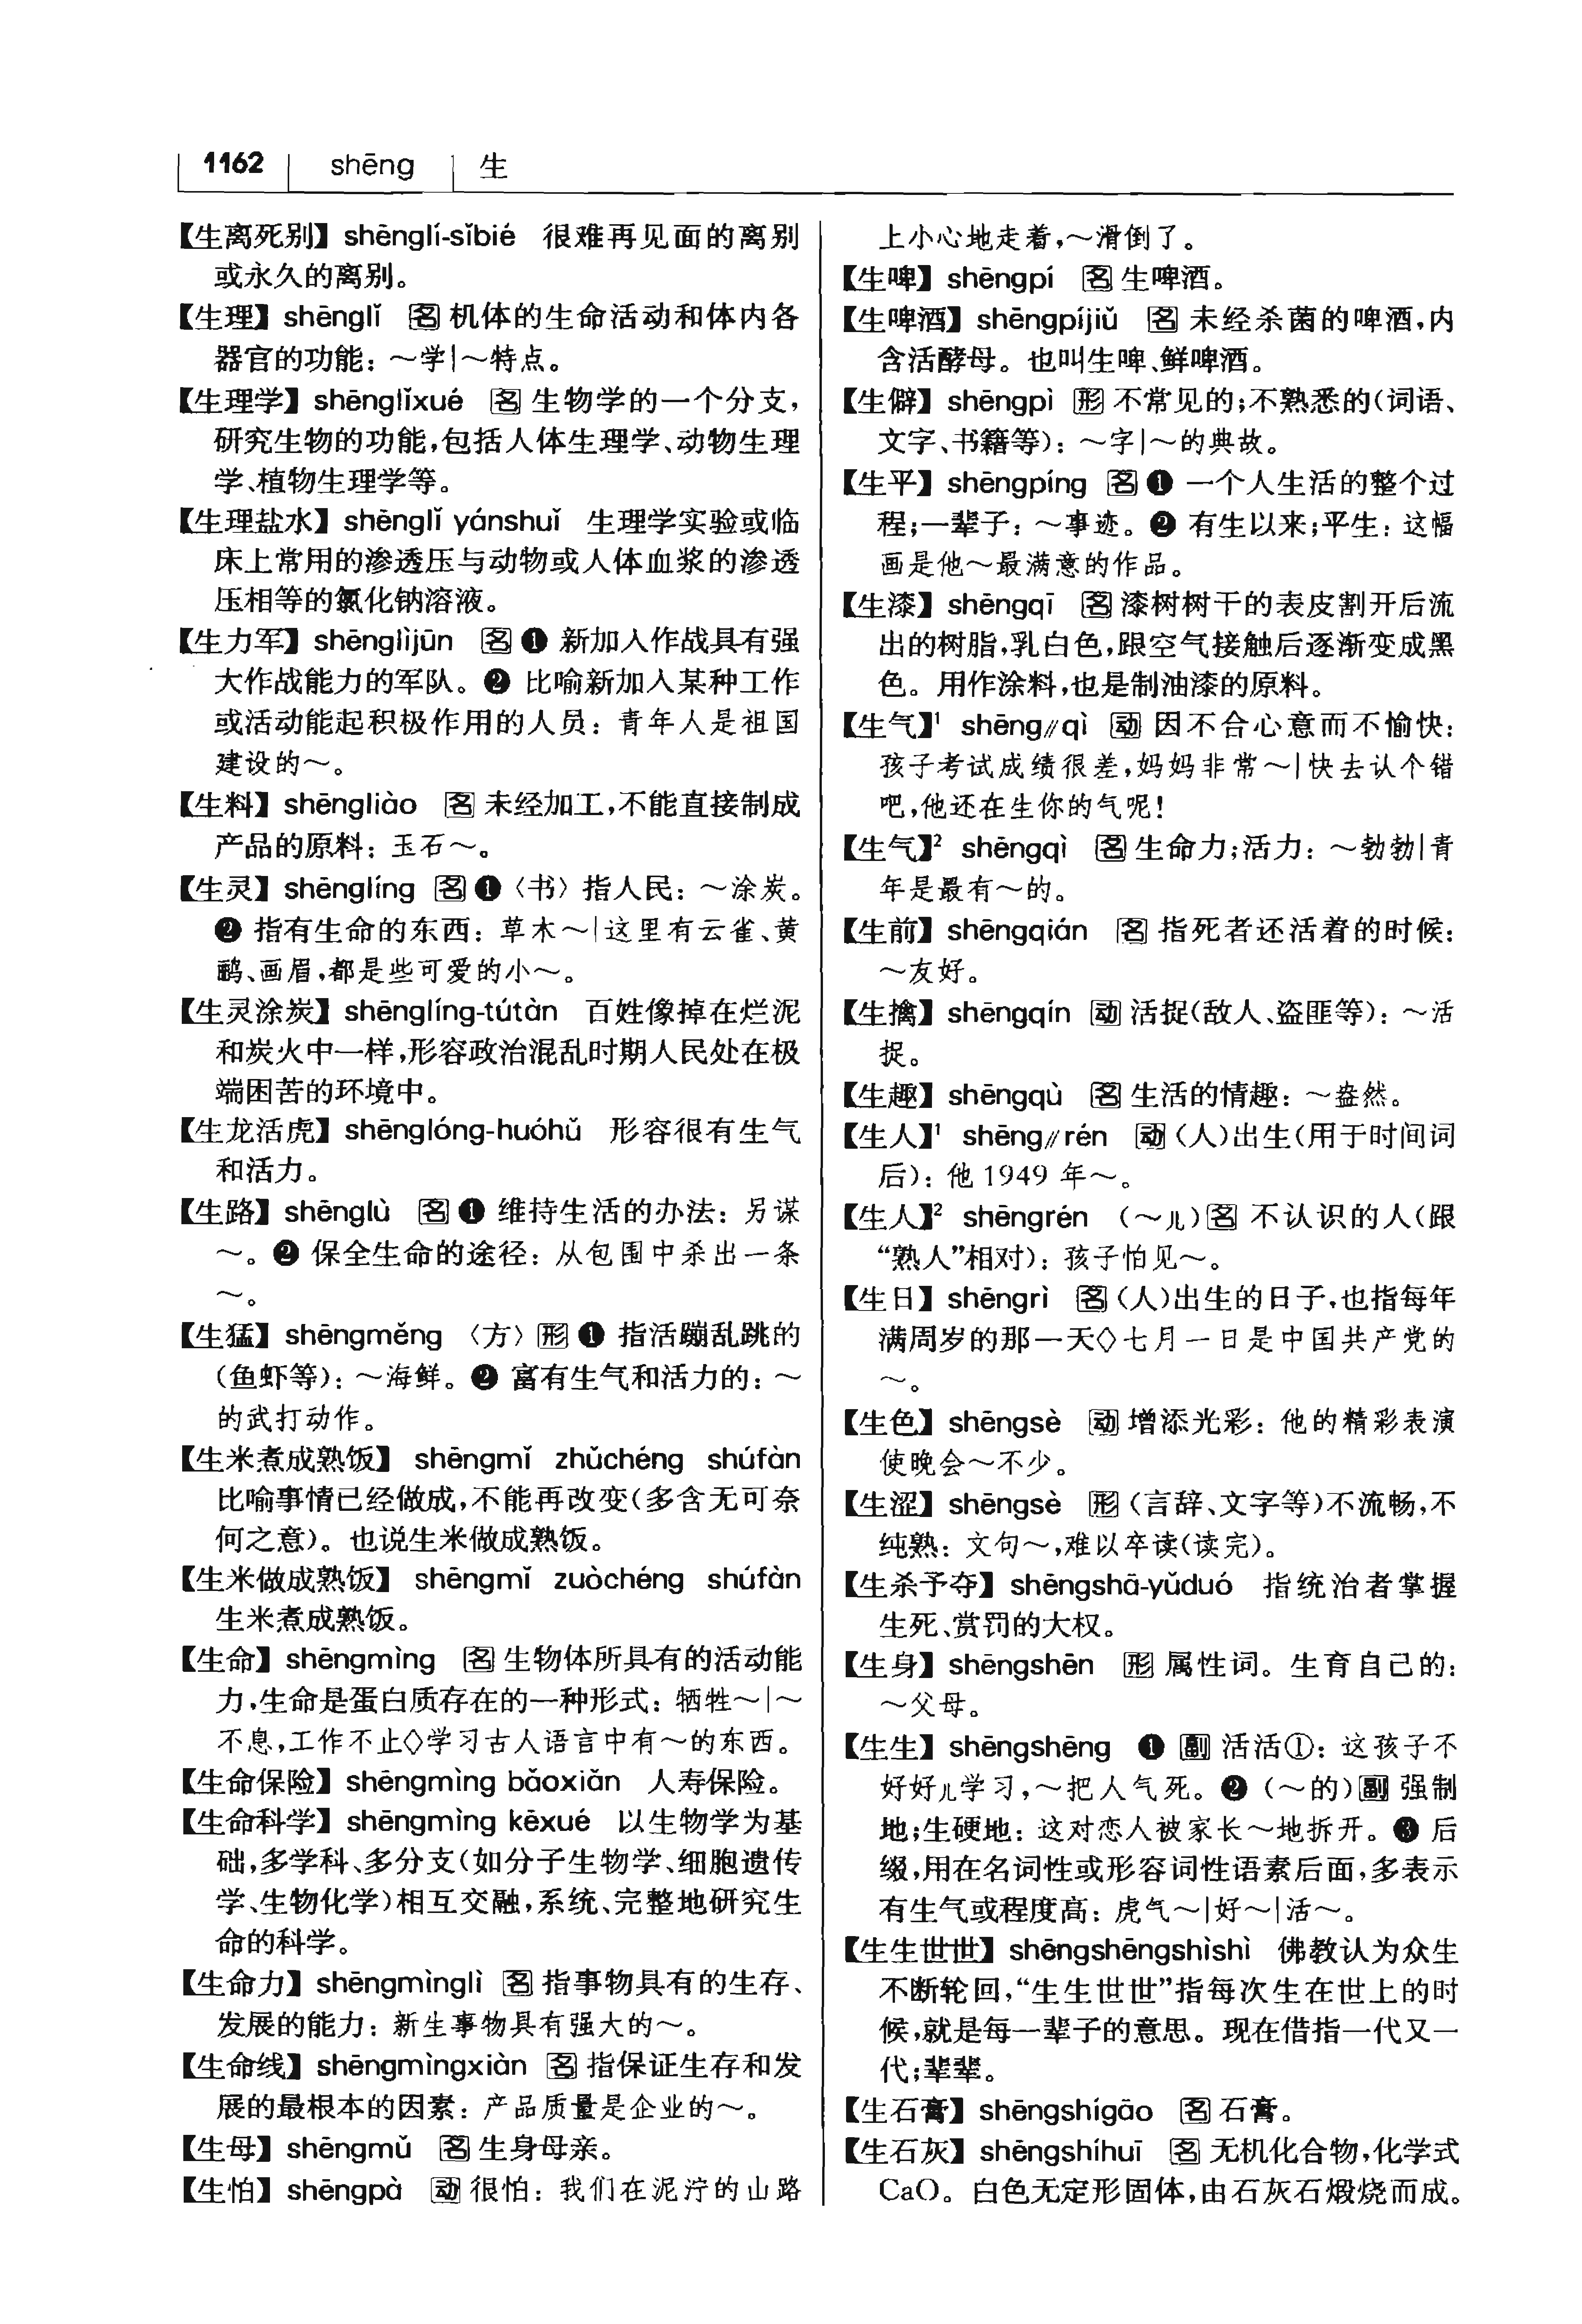 1162 shēng 生
【生离死别】 shēnglí-sǐbié 很难再见面的离别
或永久的离别。
【生理】 shēnglǐ 名 机体的生命活动和体内各
器官的功能：～学|～特点。
【生理学】 shēnglǐxué 名 生物学的一个分支，
研究生物的功能，包括人体生理学、动物生理
学、植物生理学等。
【生理盐水】 shēnglǐ yánshuǐ 生理学实验或临
床上常用的渗透压与动物或人体血浆的渗透
压相等的氯化钠溶液。
【生力军】 shēnglìjūn 名 ❶ 新加入作战具有强
大作战能力的军队。❷ 比喻新加入某种工作
或活动能起积极作用的人员：青年人是祖国
建设的～。
【生料】 shēngliào 名 未经加工，不能直接制成
产品的原料：玉石～。
【生灵】 shēnglíng 名 ❶〈书〉指人民：～涂炭。
❷ 指有生命的东西：草木～|这里有云雀、黄
鹂、画眉，都是些可爱的小～。
【生灵涂炭】 shēnglíng-tútàn 百姓像掉在烂泥
和炭火中一样，形容政治混乱时期人民处在极
端困苦的环境中。
【生龙活虎】 shēnglóng-huóhǔ 形容很有生气
和活力。
【生路】 shēnglù 名 ❶ 维持生活的办法：另谋
～。❷ 保全生命的途径：从包围中杀出一条
～。
【生猛】 shēngměng 〈方〉形 ❶ 指活蹦乱跳的
（鱼虾等）：～海鲜。❷ 富有生气和活力的：～
的武打动作。
【生米煮成熟饭】 shēngmǐ zhǔchéng shúfàn
比喻事情已经做成，不能再改变（多含无可奈
何之意）。也说生米做成熟饭。
【生米做成熟饭】 shēngmǐ zuòchéng shúfàn
生米煮成熟饭。
【生命】 shēngmìng 名 生物体所具有的活动能
力，生命是蛋白质存在的一种形式：牺牲～|～
不息，工作不止◇学习古人语言中有～的东西。
【生命保险】 shēngmìng bǎoxiǎn 人寿保险。
【生命科学】 shēngmìng kēxué 以生物学为基
础，多学科、多分支（如分子生物学、细胞遗传
学、生物化学）相互交融，系统、完整地研究生
命的科学。
【生命力】 shēngmìnglì 名 指事物具有的生存、
发展的能力：新生事物具有强大的～。
【生命线】 shēngmìngxiàn 名 指保证生存和发
展的最根本的因素：产品质量是企业的～。
【生母】 shēngmǔ 名 生身母亲。
【生怕】 shēngpà 动 很怕：我们在泥泞的山路
上小心地走着，～滑倒了。
【生啤】 shēngpí 名 生啤酒。
【生啤酒】 shēngpíjiǔ 名 未经杀菌的啤酒，内
含活酵母。也叫生啤、鲜啤酒。
【生僻】 shēngpì 形 不常见的；不熟悉的（词语、
文字、书籍等）：～字|～的典故。
【生平】 shēngpíng 名 ❶ 一个人生活的整个过
程；一辈子：～事迹。❷ 有生以来；平生：这幅
画是他～最满意的作品。
【生漆】 shēngqī 名 漆树树干的表皮割开后流
出的树脂，乳白色，跟空气接触后逐渐变成黑
色。用作涂料，也是制油漆的原料。
【生气】¹ shēng∥qì 动 因不合心意而不愉快：
孩子考试成绩很差，妈妈非常～|快去认个错
吧，他还在生你的气呢！
【生气】² shēngqì 名 生命力；活力：～勃勃|青
年是最有～的。
【生前】 shēngqián 名 指死者还活着的时候：
～友好。
【生擒】 shēngqín 动 活捉（敌人、盗匪等）：～活
捉。
【生趣】 shēngqù 名 生活的情趣：～盎然。
【生人】¹ shēng∥rén 动（人）出生（用于时间词
后）：他 1949 年～。
【生人】² shēngrén （～儿）名 不认识的人（跟
“熟人”相对）：孩子怕见～。
【生日】 shēngrì 名（人）出生的日子，也指每年
满周岁的那一天◇七月一日是中国共产党的
～。
【生色】 shēngsè 动 增添光彩：他的精彩表演
使晚会～不少。
【生涩】 shēngsè 形（言辞、文字等）不流畅，不
纯熟：文句～，难以卒读（读完）。
【生杀予夺】 shēngshā-yǔduó 指统治者掌握
生死、赏罚的大权。
【生身】 shēngshēn 形 属性词。生育自己的：
～父母。
【生生】 shēngshēng ❶ 副 活活①：这孩子不
好好儿学习，～把人气死。❷（～的）副 强制
地；生硬地：这对恋人被家长～地拆开。❸ 后
缀，用在名词性或形容词性语素后面，多表示
有生气或程度高：虎气～|好～|活～。
【生生世世】 shēngshēngshìshì 佛教认为众生
不断轮回，“生生世世”指每次生在世上的时
候，就是每一辈子的意思。现在借指一代又一
代；辈辈。
【生石膏】 shēngshígāo 名 石膏。
【生石灰】 shēngshíhuī 名 无机化合物，化学式
CaO。白色无定形固体，由石灰石煅烧而成。